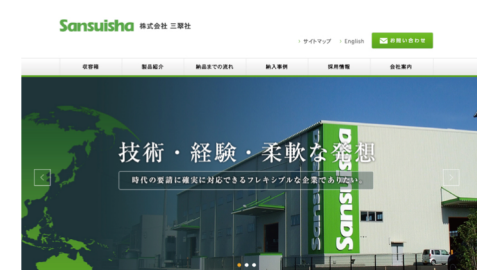 Sansuisha 株式会社 三翠社
サイトマップ English お問い合わせ
収容箱 製品紹介 納品までの流れ 納入事例 採用情報 会社案内
技術・経験・柔軟な発想
時代の要請に確実に対応できるフレキシブルな企業でありたい。
Sansuisha
Sansuisha